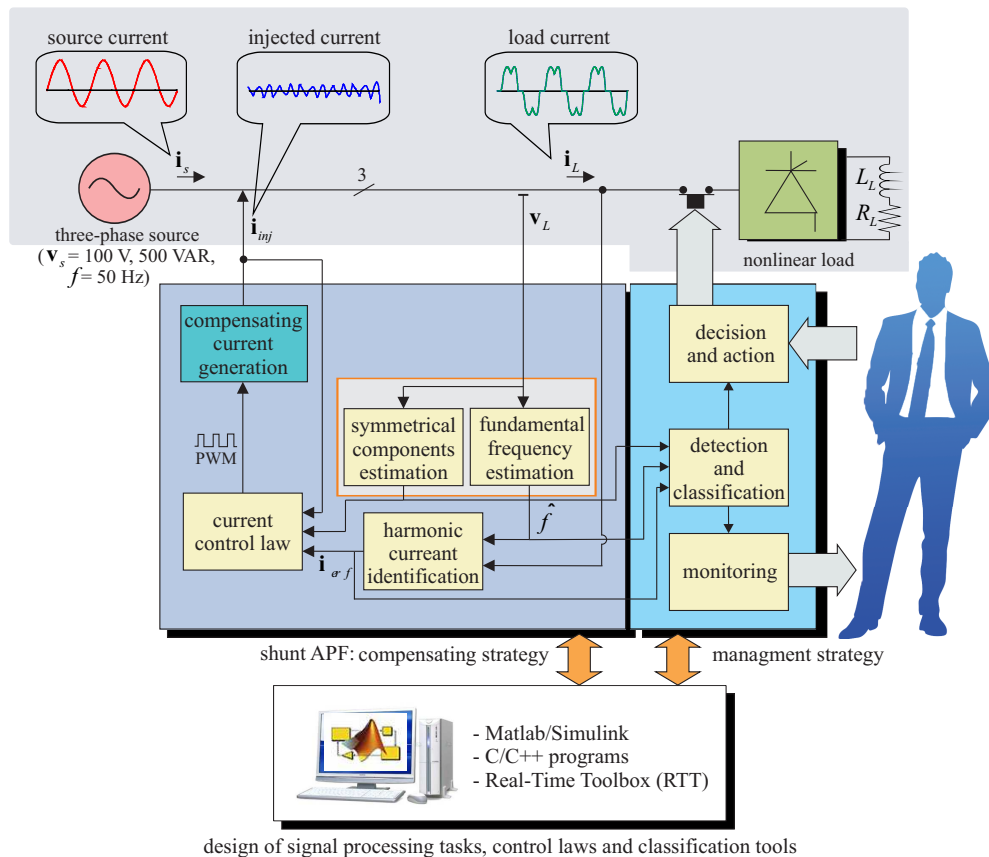 source current
injected current
load current
i_s
i_L
3
v_L
i_inj
L_L
R_L
three-phase source
(v_s = 100 V, 500 VAR,
f = 50 Hz)
nonlinear load
compensating
current
generation
decision
and action
PWM
symmetrical
components
estimation
fundamental
frequency
estimation
detection
and
classification
f̂
current
control law
harmonic
curreant
identification
i_er f
monitoring
shunt APF: compensating strategy
managment strategy
- Matlab/Simulink
- C/C++ programs
- Real-Time Toolbox (RTT)
design of signal processing tasks, control laws and classification tools